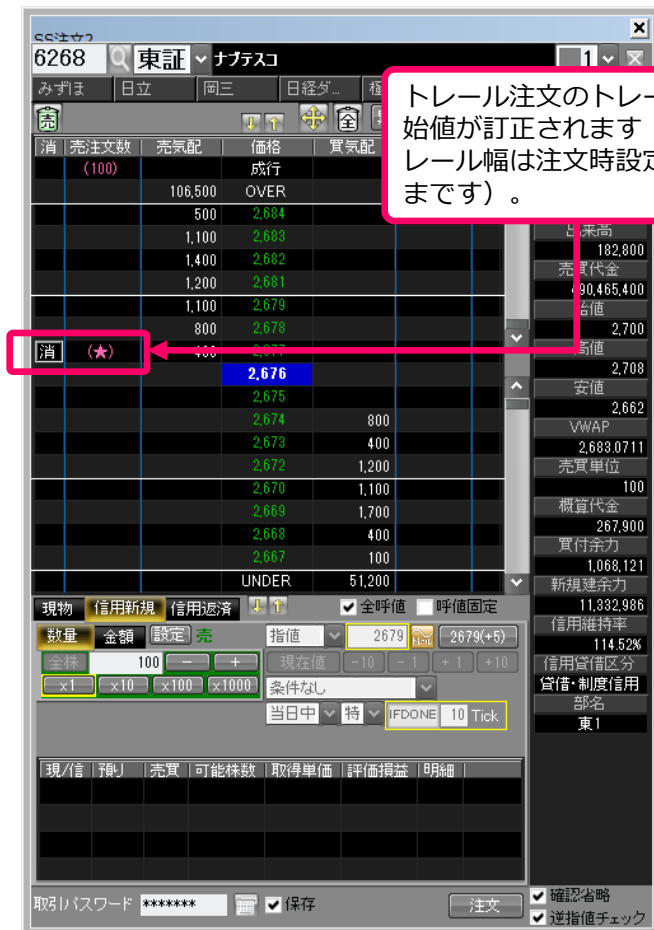 SS注文2
6268 東証 ナブテスコ 1
みずほ 日立 岡三 日経ダ…
トレール注文のトレー
始値が訂正されます
レール幅は注文時設定
まです）。
売 全
消 売注文数 売気配 価格 買気配
(100) 成行
106,500 OVER
500 2,684
1,100 2,683
1,400 2,682
1,200 2,681
1,100 2,679
800 2,678
消 (★) 400 2,677
2,676
2,675
2,674 800
2,673 400
2,672 1,200
2,670 1,100
2,669 1,700
2,668 400
2,667 100
UNDER 51,200
出来高
182,800
売買代金
490,465,400
始値
2,700
高値
2,708
安値
2,662
VWAP
2,683.0711
売買単位
100
概算代金
267,900
買付余力
1,068,121
新規建余力
11,332,986
信用維持率
114.52%
信用貸借区分
貸借・制度信用
部名
東1
現物 信用新規 信用返済 全呼値 呼値固定
数量 金額 設定 売 指値 2679 2679(+5)
全株 100 － ＋ 現在値 -10 - 1 + 1 +10
x1 x10 x100 x1000 条件なし
当日中 特 IFDONE 10 Tick
現/信 預り 売買 可能株数 取得単価 評価損益 明細
取引パスワード ******* 保存 注文
確認省略
逆指値チェック